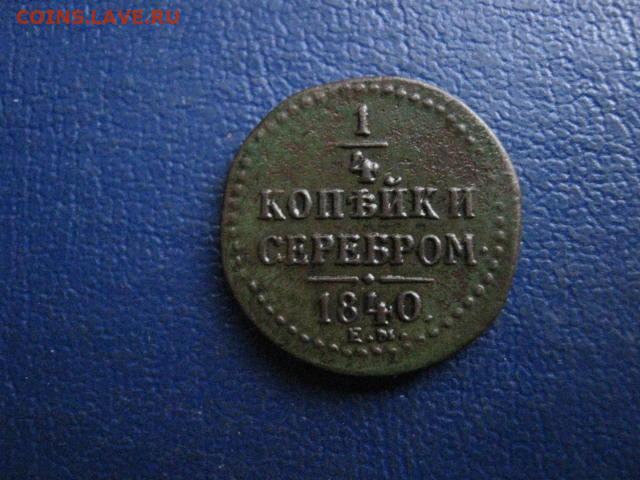 COINS.LAVE.RU
1
4
КОПѢЙКИ
СЕРЕБРОМ·
1840.
Е.М.